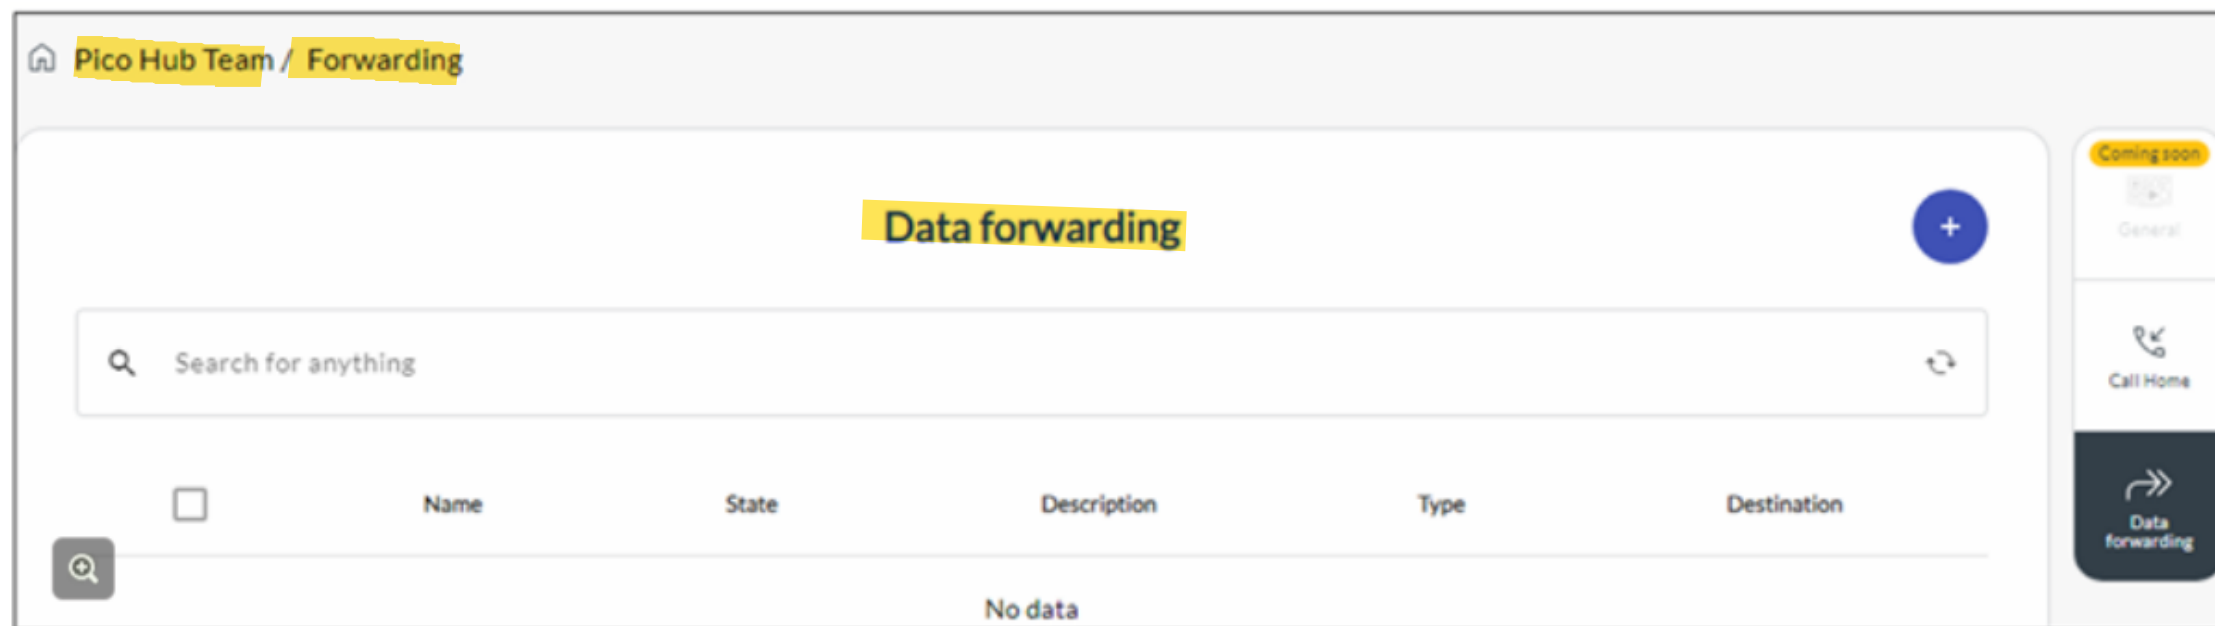 Pico Hub Team / Forwarding
Coming soon
General
Data forwarding
+
Search for anything
Call Home
Name State Description Type Destination
Data
forwarding
No data